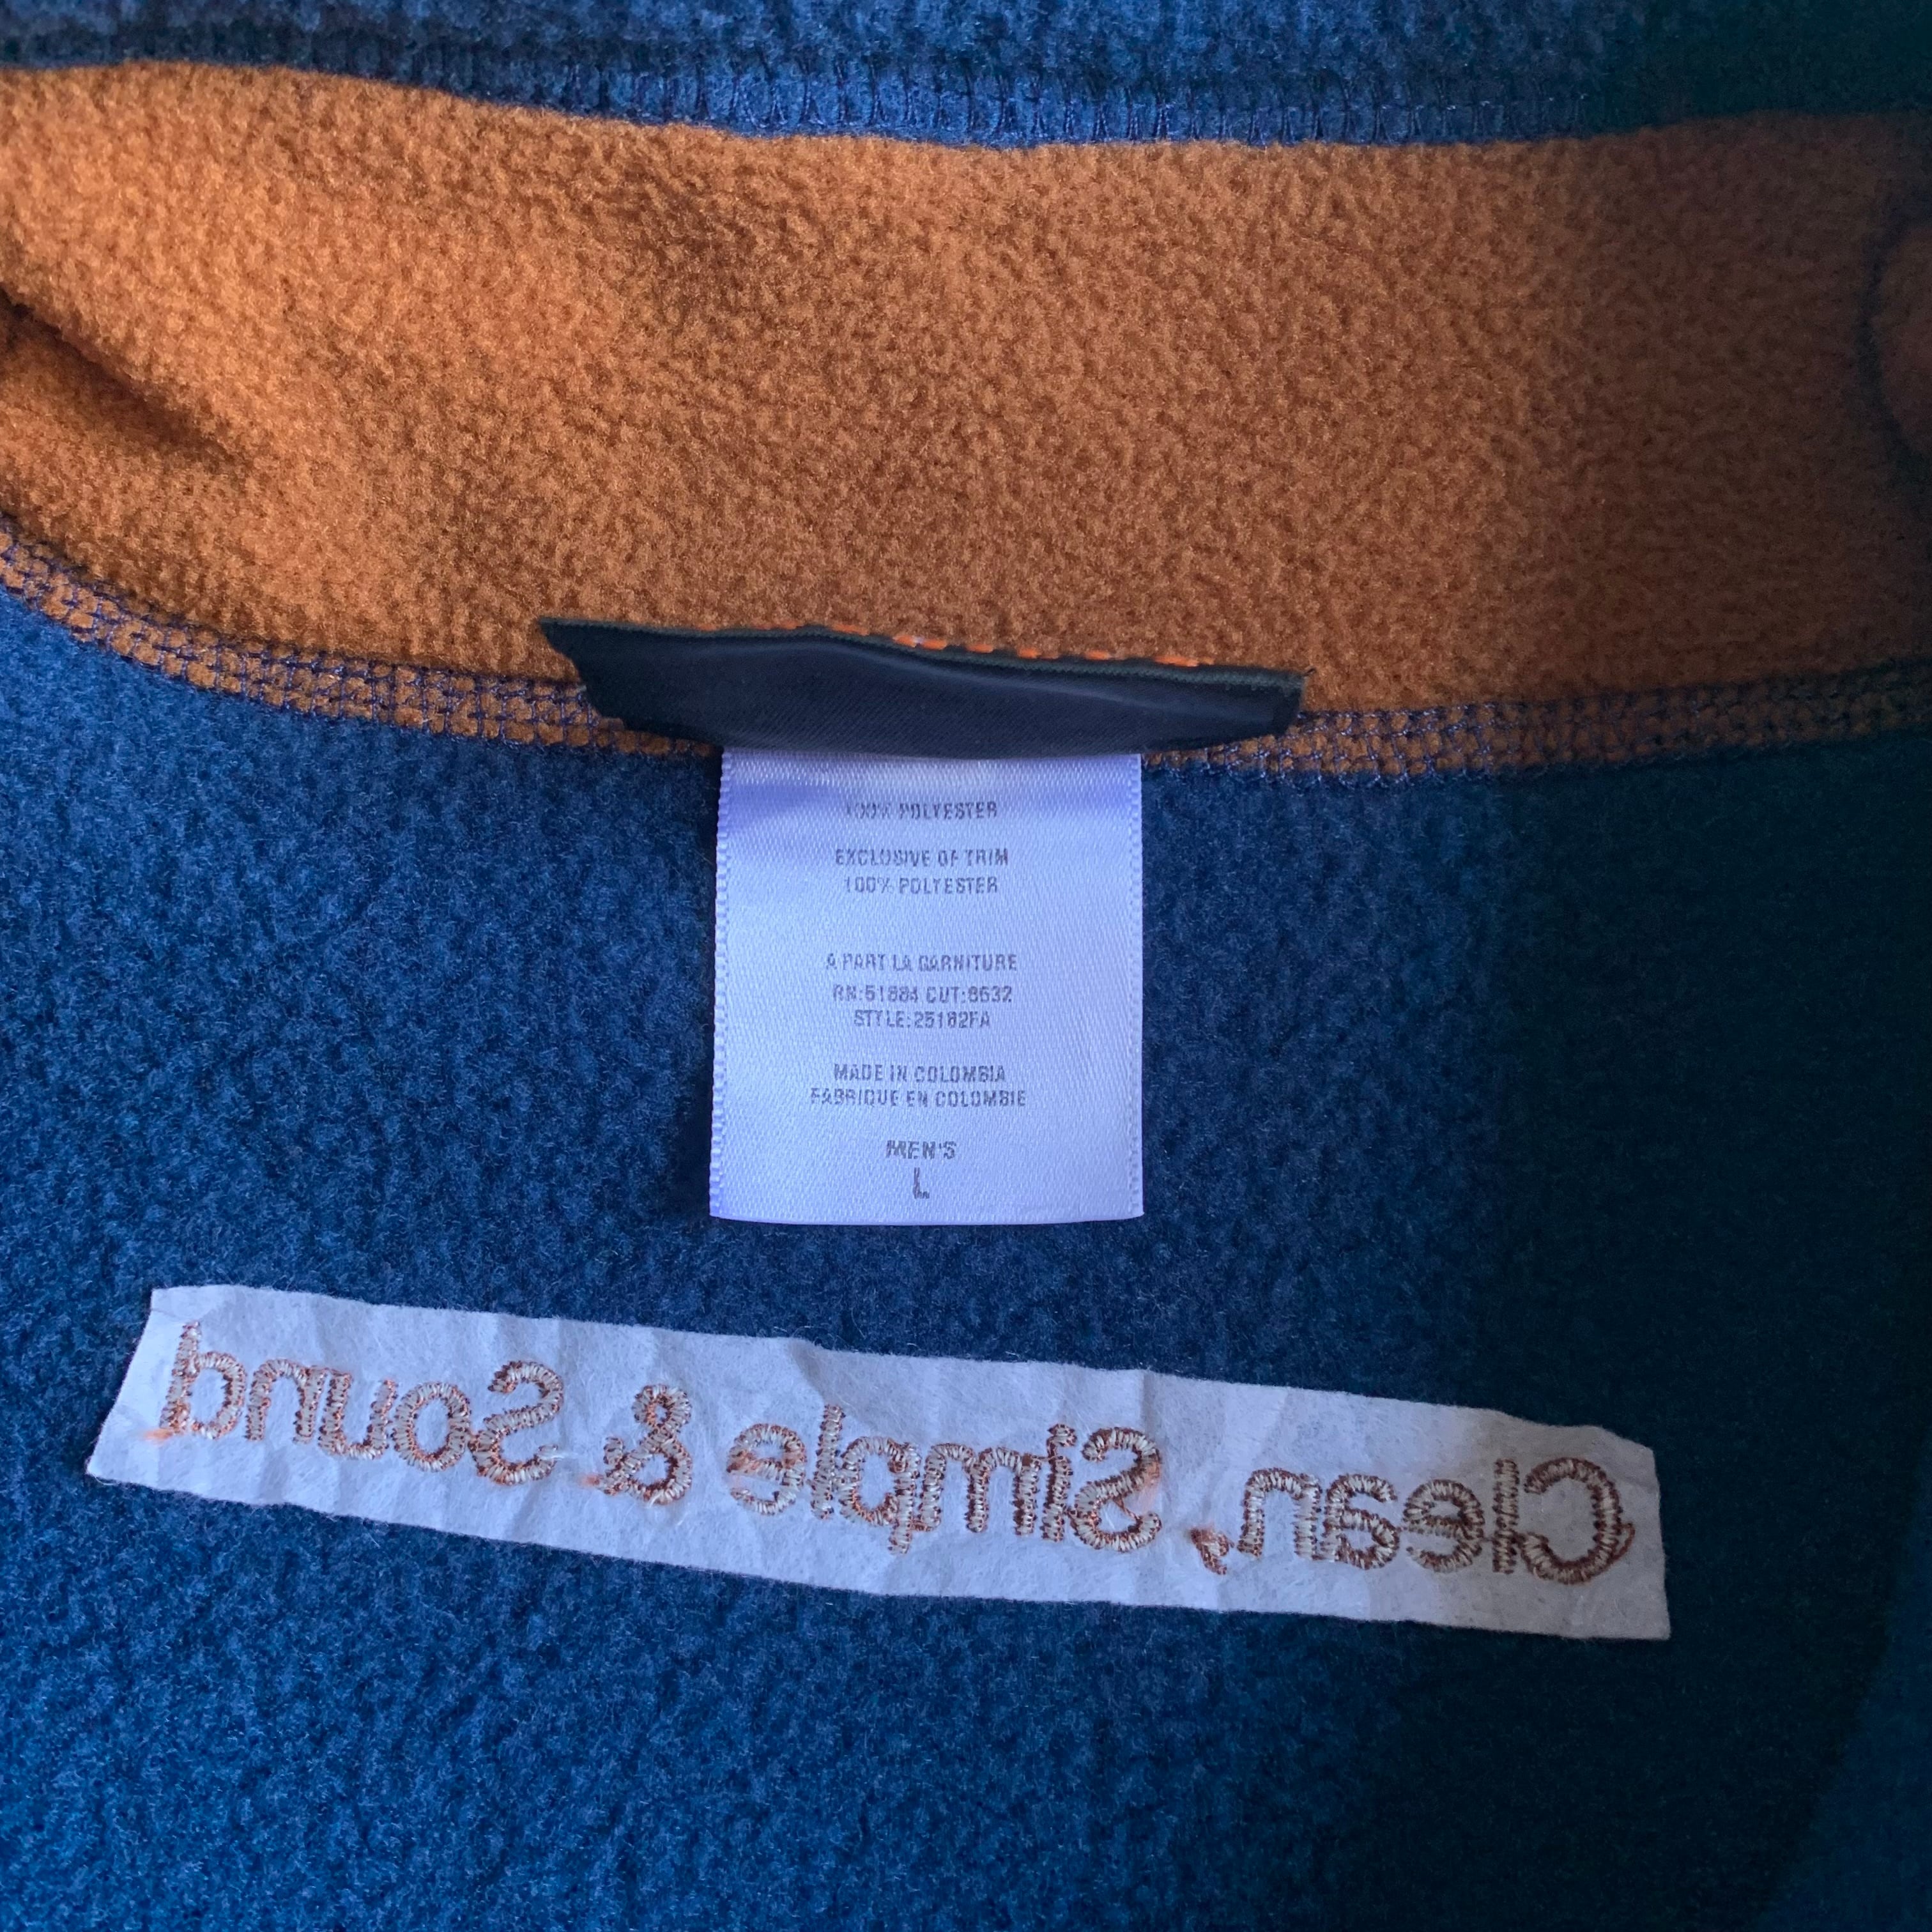 100% POLYESTER
EXCLUSIVE OF TRIM
100% POLYESTER
A PART LA GARNITURE
RN:51884 CUT:8632
STYLE:25182FA
MADE IN COLOMBIA
FABRIQUE EN COLOMBIE
MEN'S
L
Clean, Simple & Sound